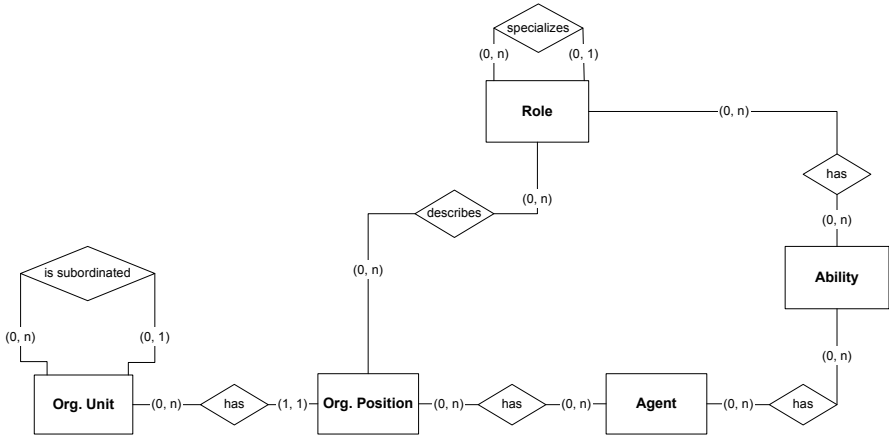 specializes
(0, n)
(0, 1)
Role
(0, n)
has
(0, n)
describes
(0, n)
(0, n)
is subordinated
Ability
(0, n)
(0, 1)
(0, n)
Org. Unit
(0, n)
has
(1, 1)
Org. Position
(0, n)
has
(0, n)
Agent
(0, n)
has